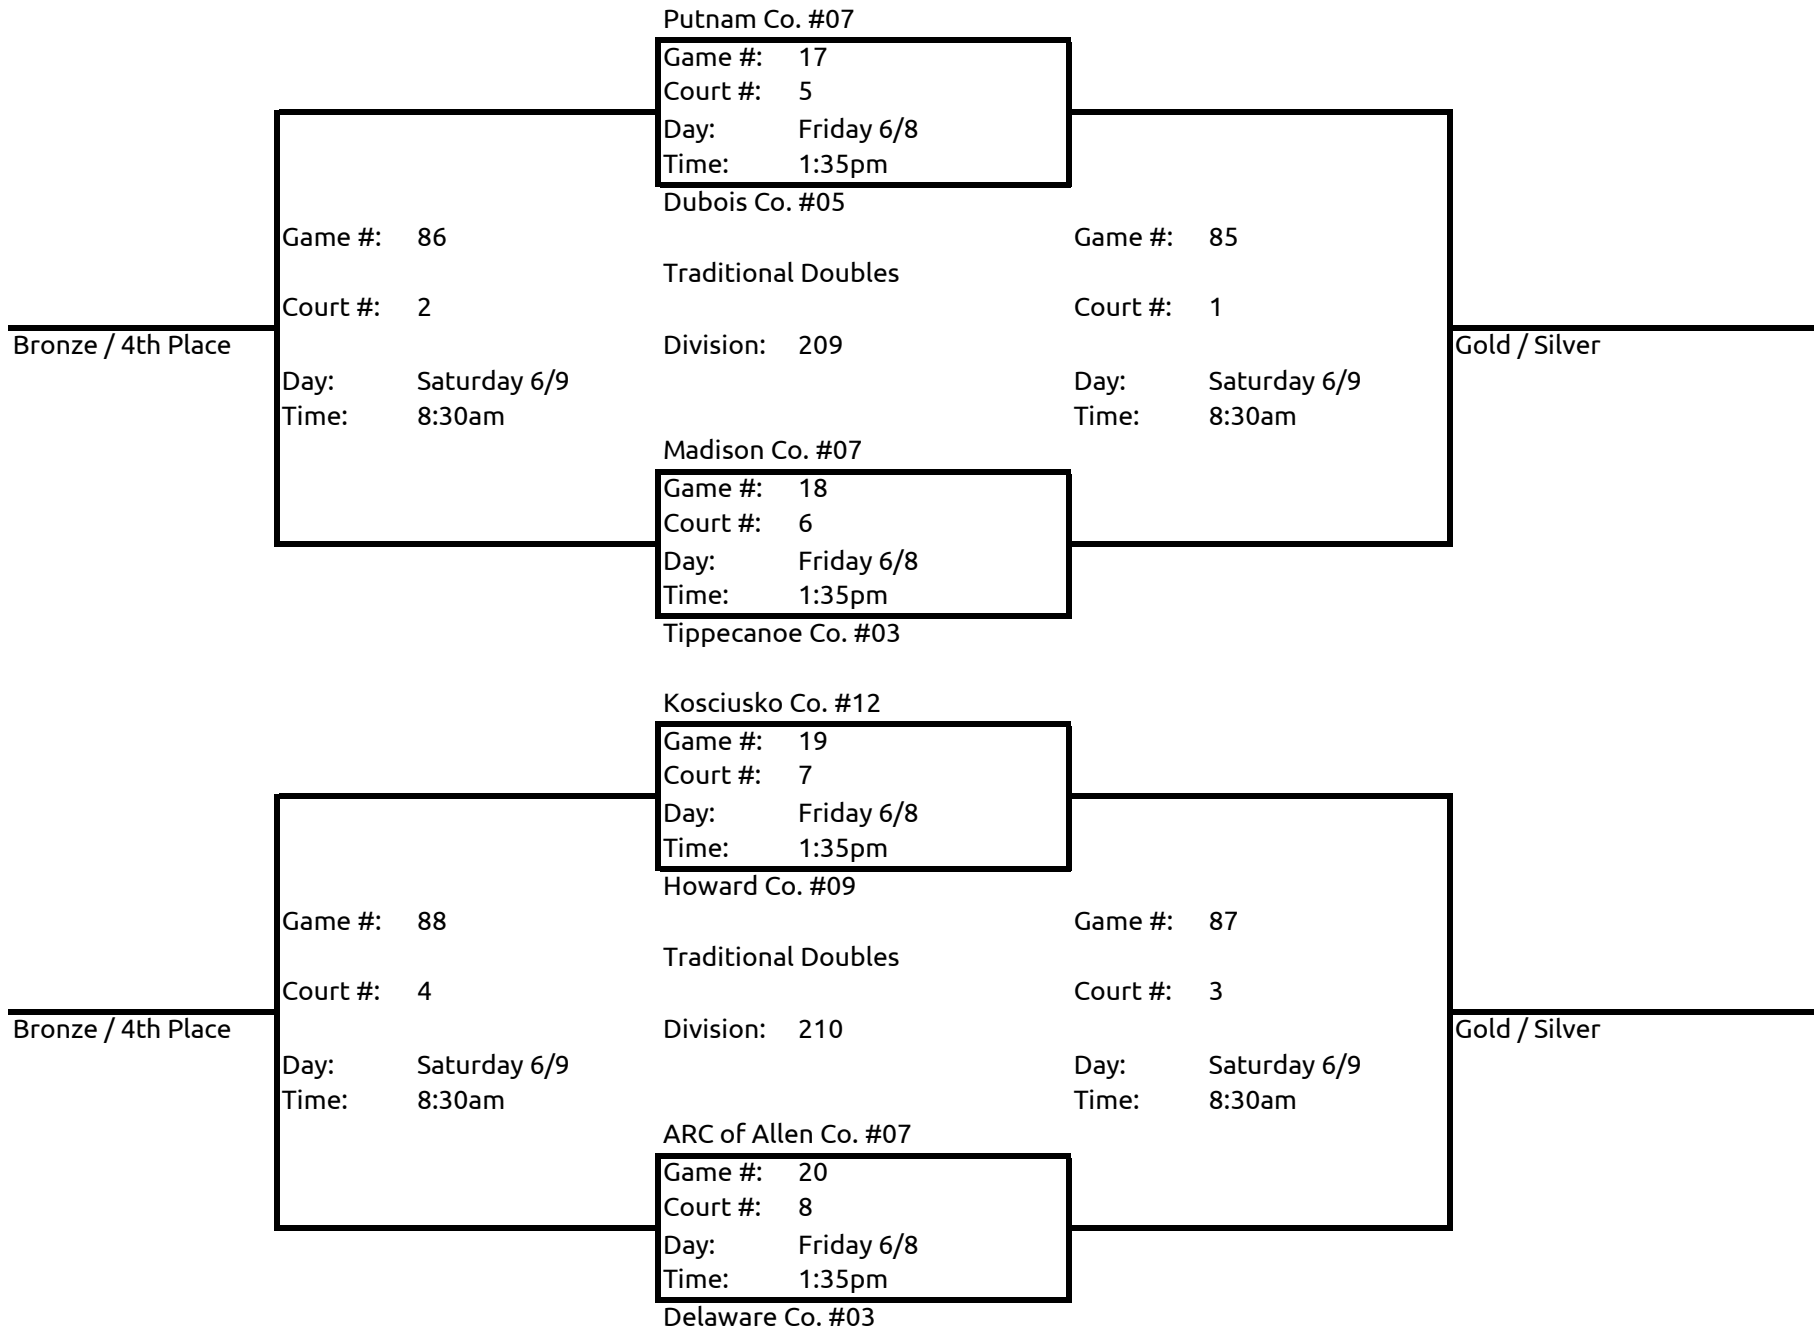 Putnam Co. #07
Game #: 17
Court #: 5
Day: Friday 6/8
Time: 1:35pm
Dubois Co. #05
Game #: 86
Game #: 85
Traditional Doubles
Court #: 2
Court #: 1
Bronze / 4th Place
Division: 209
Gold / Silver
Day: Saturday 6/9
Day: Saturday 6/9
Time: 8:30am
Time: 8:30am
Madison Co. #07
Game #: 18
Court #: 6
Day: Friday 6/8
Time: 1:35pm
Tippecanoe Co. #03
Kosciusko Co. #12
Game #: 19
Court #: 7
Day: Friday 6/8
Time: 1:35pm
Howard Co. #09
Game #: 88
Game #: 87
Traditional Doubles
Court #: 4
Court #: 3
Bronze / 4th Place
Division: 210
Gold / Silver
Day: Saturday 6/9
Day: Saturday 6/9
Time: 8:30am
Time: 8:30am
ARC of Allen Co. #07
Game #: 20
Court #: 8
Day: Friday 6/8
Time: 1:35pm
Delaware Co. #03